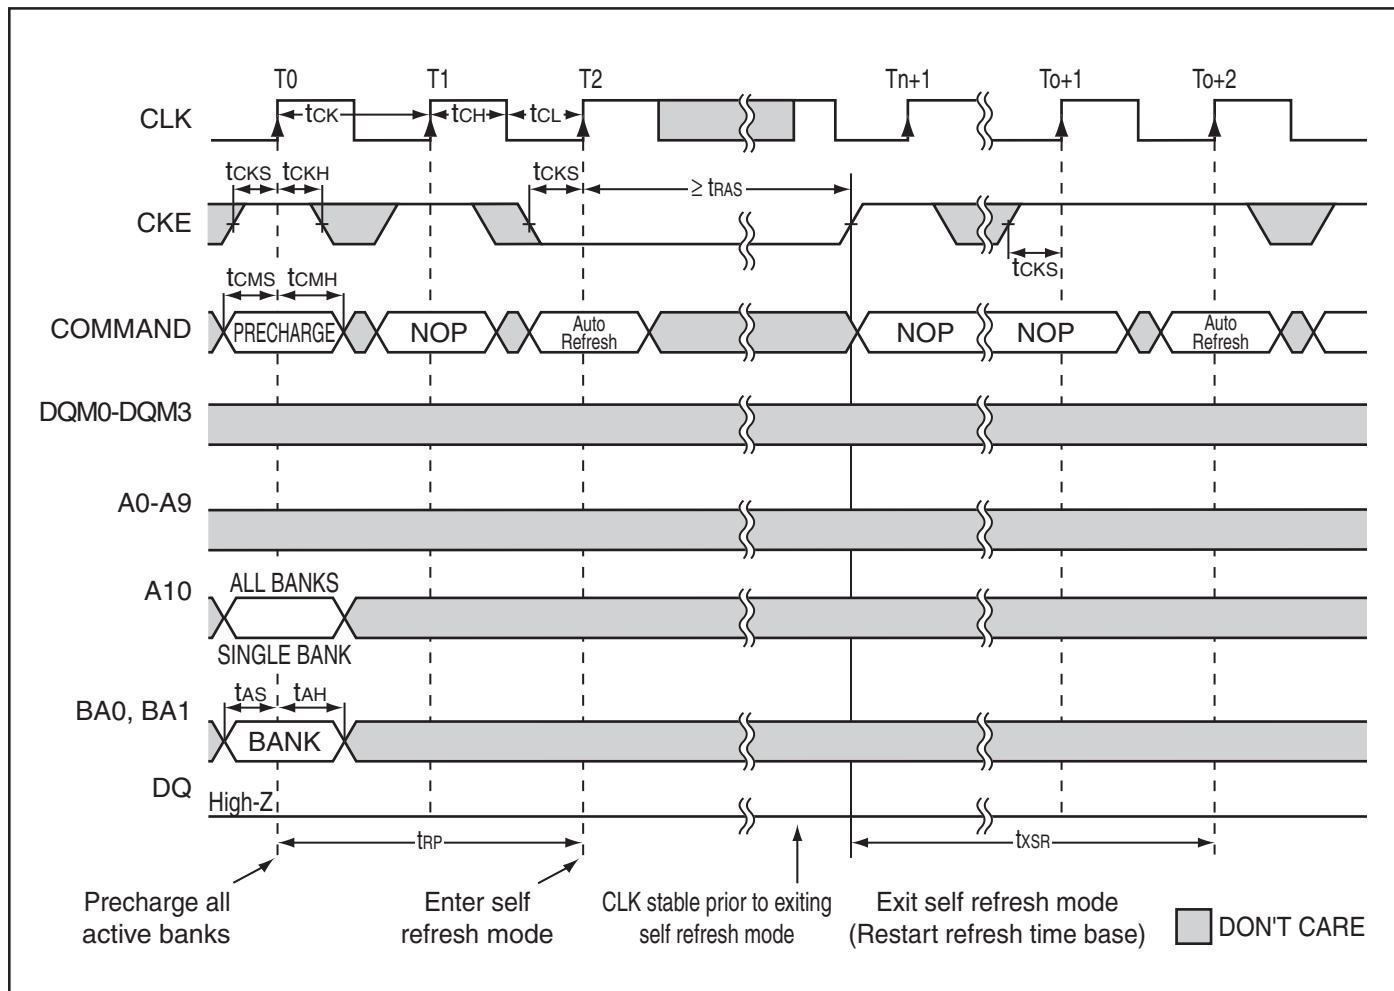 T0 T1 T2 Tn+1 To+1 To+2
CLK tCK tCH tCL
tCKS tCKH tCKS ≥ tRAS
CKE
tCKS
tCMS tCMH
COMMAND PRECHARGE NOP Auto Refresh NOP NOP Auto Refresh
DQM0-DQM3
A0-A9
A10 ALL BANKS
SINGLE BANK
tAS tAH
BA0, BA1 BANK
DQ High-Z
tRP tXSR
Precharge all
active banks
Enter self
refresh mode
CLK stable prior to exiting
self refresh mode
Exit self refresh mode
(Restart refresh time base)
DON'T CARE